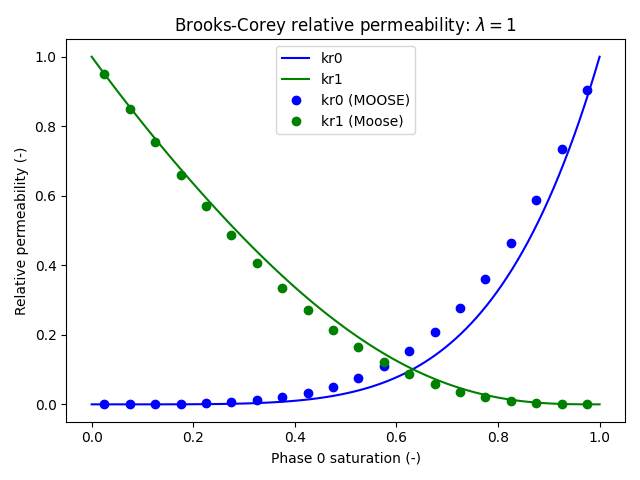 Brooks-Corey relative permeability: λ = 1
kr0
kr1
kr0 (MOOSE)
kr1 (Moose)
Relative permeability (-)
1.0
0.8
0.6
0.4
0.2
0.0
0.0 0.2 0.4 0.6 0.8 1.0
Phase 0 saturation (-)